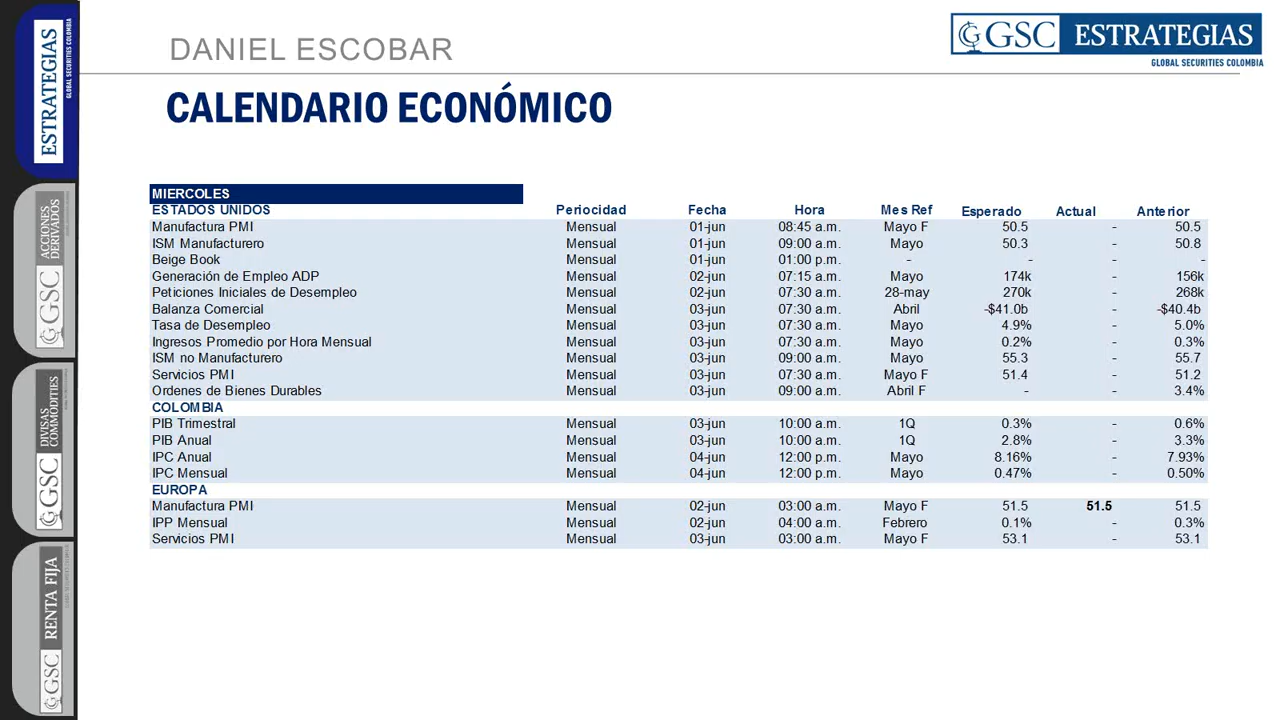 DANIEL ESCOBAR
GSC ESTRATEGIAS
GLOBAL SECURITIES COLOMBIA
CALENDARIO ECONÓMICO
MIERCOLES
ESTADOS UNIDOS Periocidad Fecha Hora Mes Ref Esperado Actual Anterior
Manufactura PMI Mensual 01-jun 08:45 a.m. Mayo F 50.5 - 50.5
ISM Manufacturero Mensual 01-jun 09:00 a.m. Mayo 50.3 - 50.8
Beige Book Mensual 01-jun 01:00 p.m. - - - -
Generación de Empleo ADP Mensual 02-jun 07:15 a.m. Mayo 174k - 156k
Peticiones Iniciales de Desempleo Mensual 02-jun 07:30 a.m. 28-may 270k - 268k
Balanza Comercial Mensual 03-jun 07:30 a.m. Abril -$41.0b - -$40.4b
Tasa de Desempleo Mensual 03-jun 07:30 a.m. Mayo 4.9% - 5.0%
Ingresos Promedio por Hora Mensual Mensual 03-jun 07:30 a.m. Mayo 0.2% - 0.3%
ISM no Manufacturero Mensual 03-jun 09:00 a.m. Mayo 55.3 - 55.7
Servicios PMI Mensual 03-jun 07:30 a.m. Mayo F 51.4 - 51.2
Ordenes de Bienes Durables Mensual 03-jun 09:00 a.m. Abril F - - 3.4%
COLOMBIA
PIB Trimestral Mensual 03-jun 10:00 a.m. 1Q 0.3% - 0.6%
PIB Anual Mensual 03-jun 10:00 a.m. 1Q 2.8% - 3.3%
IPC Anual Mensual 04-jun 12:00 p.m. Mayo 8.16% - 7.93%
IPC Mensual Mensual 04-jun 12:00 p.m. Mayo 0.47% - 0.50%
EUROPA
Manufactura PMI Mensual 02-jun 03:00 a.m. Mayo F 51.5 51.5 51.5
IPP Mensual Mensual 02-jun 04:00 a.m. Febrero 0.1% - 0.3%
Servicios PMI Mensual 03-jun 03:00 a.m. Mayo F 53.1 - 53.1
ESTRATEGIAS
GLOBAL SECURITIES COLOMBIA
GSC ACCIONES
DERIVADOS
GSC DIVISAS
COMMODITIES
GSC RENTA FIJA